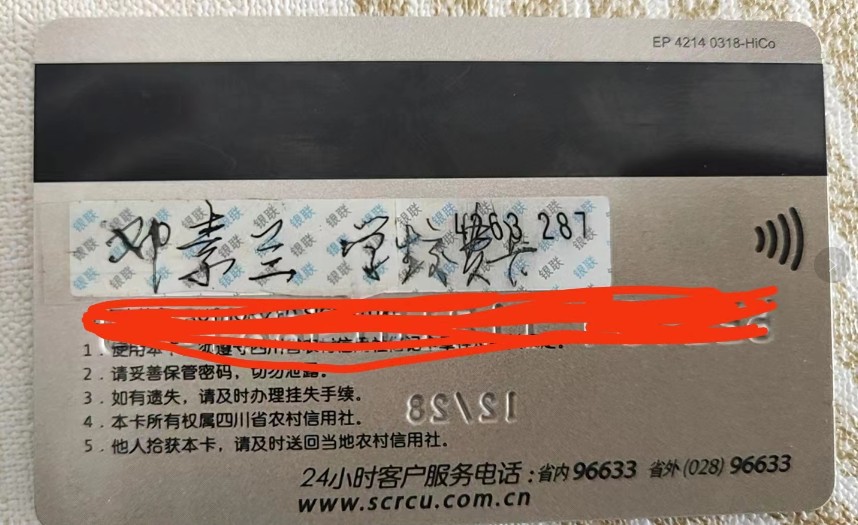 EP 4214 0318-HiCo
邓素兰 学校费卡 4263 287
2．请妥善保管密码，切勿泄露。
3．如有遗失，请及时办理挂失手续。
4．本卡所有权属四川省农村信用社。
5．他人拾获本卡，请及时送回当地农村信用社。
12/28
24小时客户服务电话：省内 96633 省外 (028) 96633
www.scrcu.com.cn